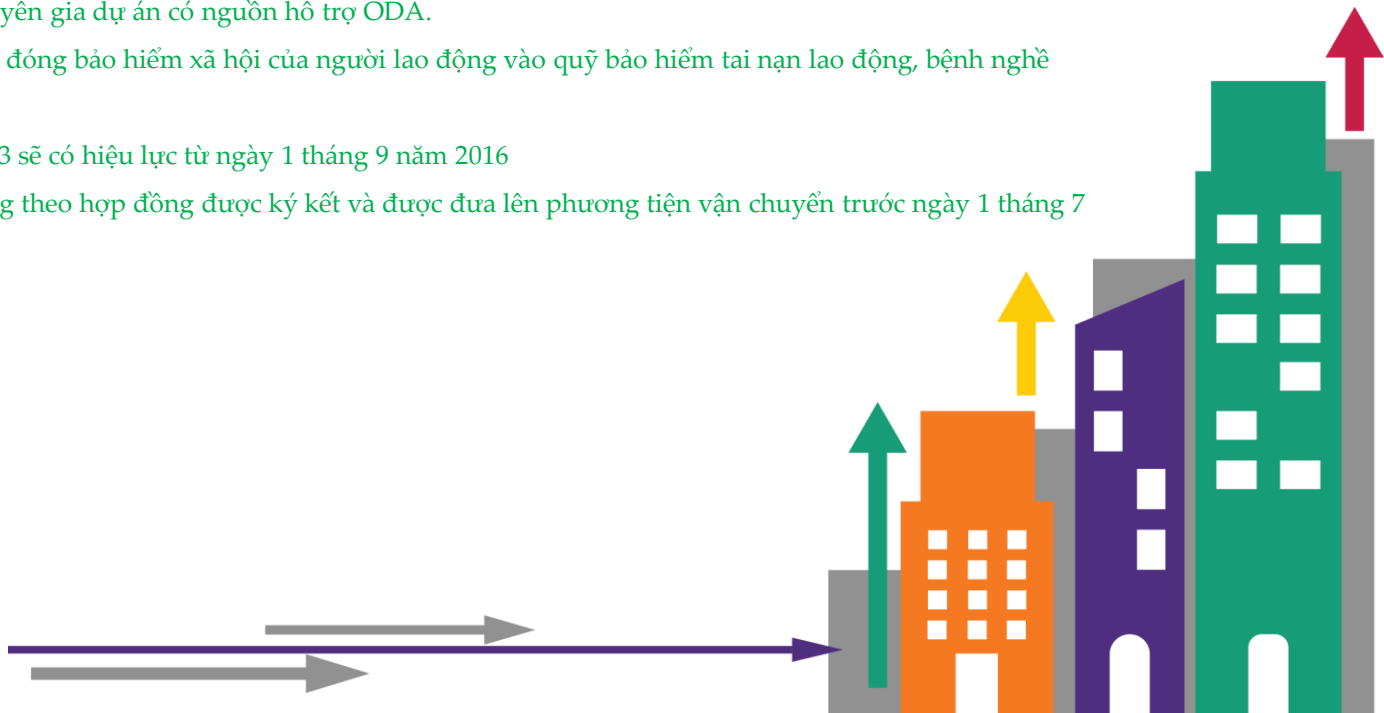 yên gia dự án có nguồn hỗ trợ ODA.
đóng bảo hiểm xã hội của người lao động vào quỹ bảo hiểm tai nạn lao động, bệnh nghề
3 sẽ có hiệu lực từ ngày 1 tháng 9 năm 2016
g theo hợp đồng được ký kết và được đưa lên phương tiện vận chuyển trước ngày 1 tháng 7